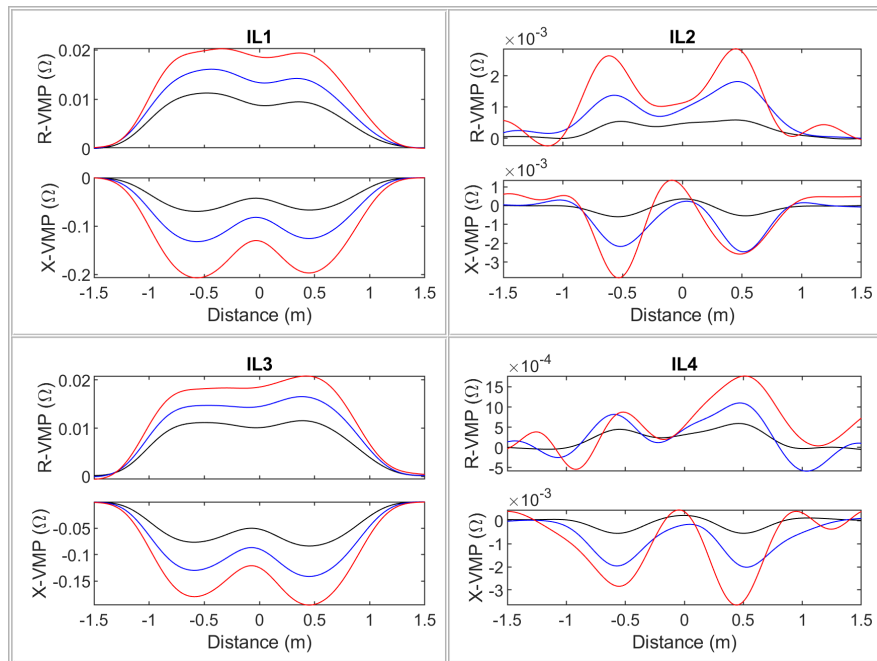 IL1
R-VMP (Ω)
0.02
0.01
0
X-VMP (Ω)
0
-0.1
-0.2
-1.5 -1 -0.5 0 0.5 1 1.5
Distance (m)
IL2
×10⁻³
R-VMP (Ω)
2
1
0
×10⁻³
X-VMP (Ω)
1
0
-1
-2
-3
-1.5 -1 -0.5 0 0.5 1 1.5
Distance (m)
IL3
R-VMP (Ω)
0.02
0.01
0
X-VMP (Ω)
-0.05
-0.1
-0.15
-1.5 -1 -0.5 0 0.5 1 1.5
Distance (m)
IL4
×10⁻⁴
R-VMP (Ω)
15
10
5
0
-5
×10⁻³
X-VMP (Ω)
0
-1
-2
-3
-1.5 -1 -0.5 0 0.5 1 1.5
Distance (m)